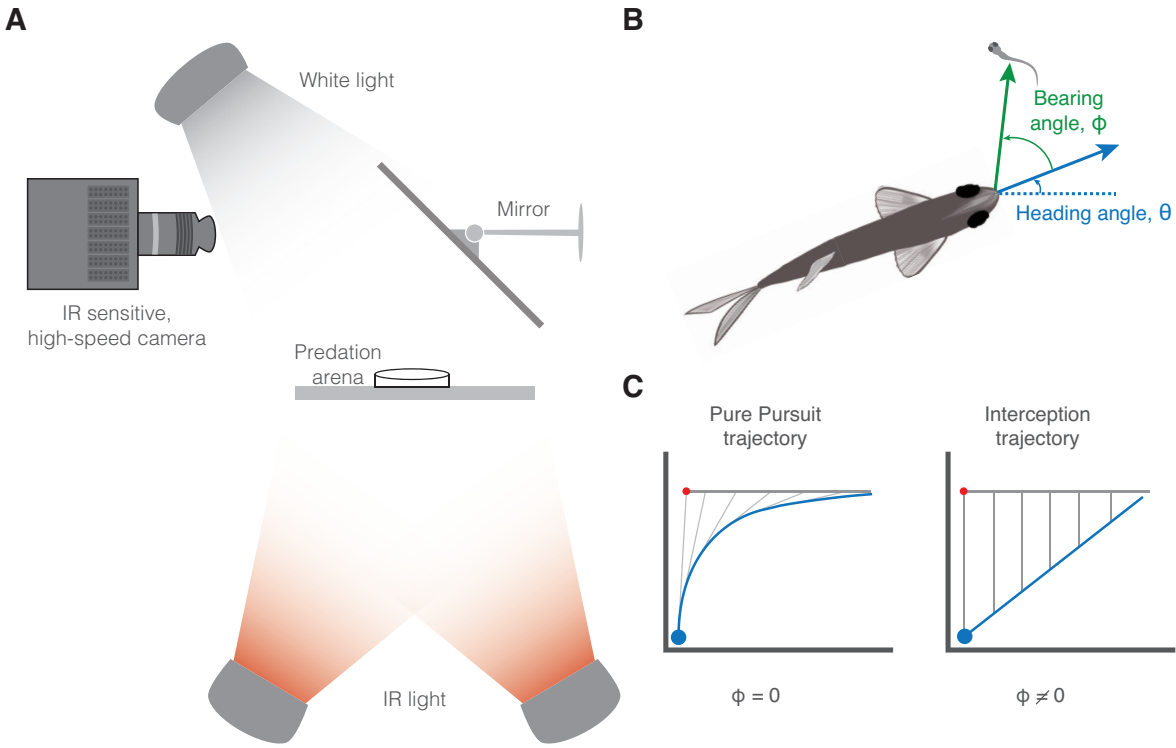 A
White light
Mirror
IR sensitive,
high-speed camera
Predation
arena
IR light
B
Bearing
angle, ϕ
Heading angle, θ
C
Pure Pursuit
trajectory
Interception
trajectory
ϕ = 0
ϕ ≠ 0